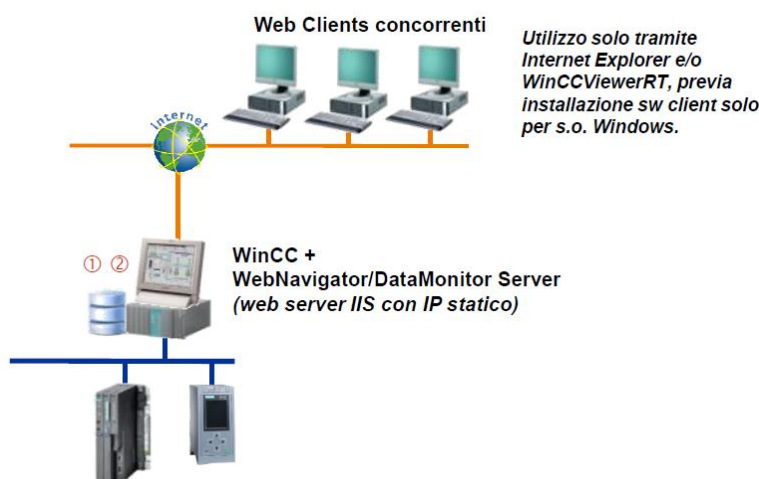 Web Clients concorrenti
Utilizzo solo tramite
Internet Explorer e/o
WinCCViewerRT, previa
installazione sw client solo
per s.o. Windows.
Internet
① ②
WinCC +
WebNavigator/DataMonitor Server
(web server IIS con IP statico)